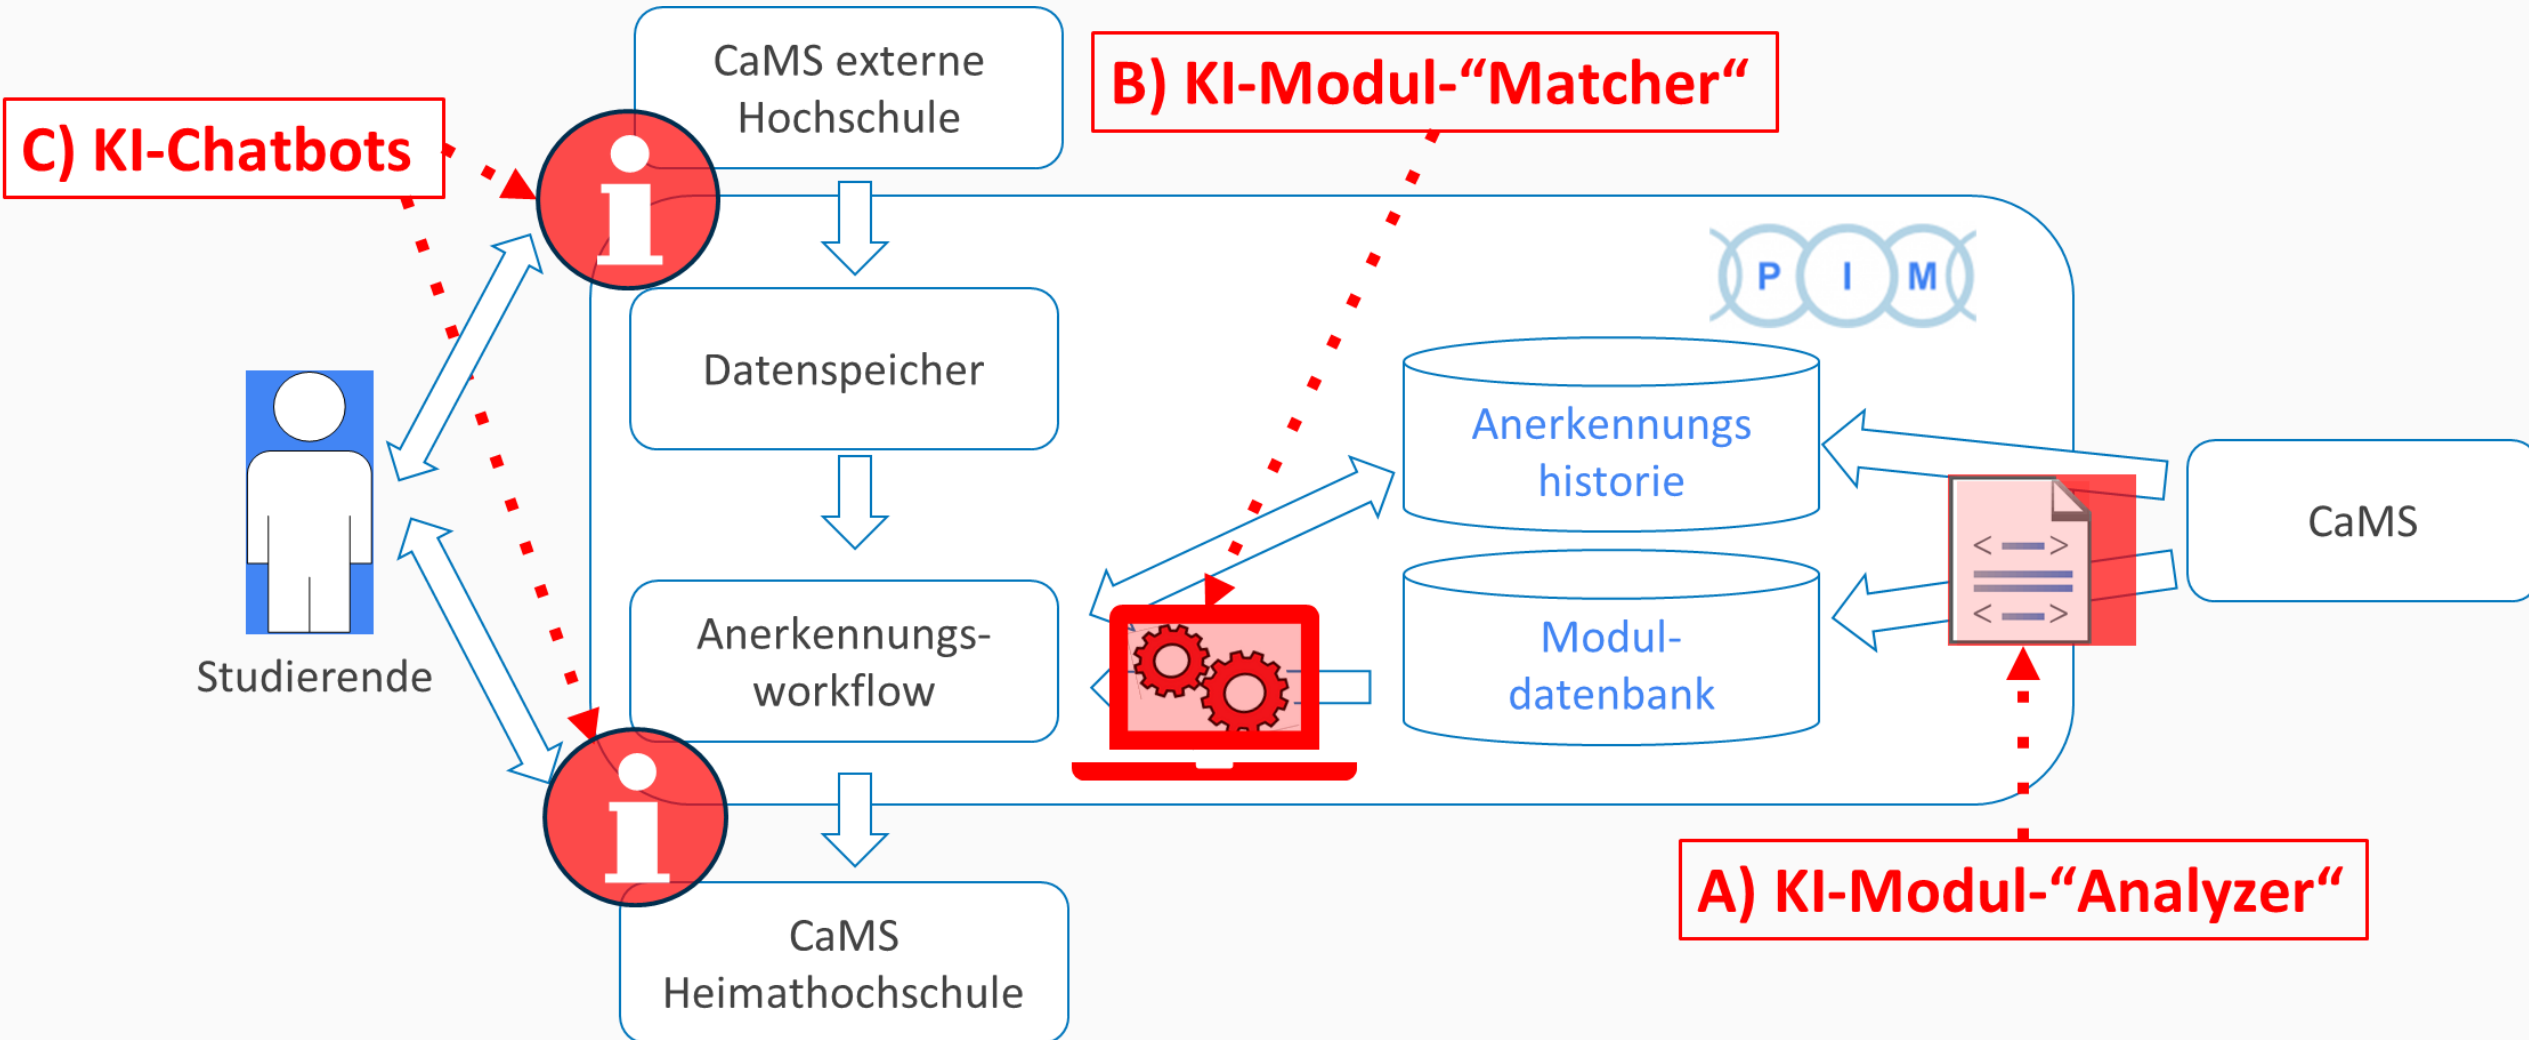 CaMS externe
Hochschule
B) KI-Modul-“Matcher“
C) KI-Chatbots
P I M
Datenspeicher
Anerkennungs
historie
CaMS
Anerkennungs-
workflow
Modul-
datenbank
Studierende
A) KI-Modul-“Analyzer“
CaMS
Heimathochschule